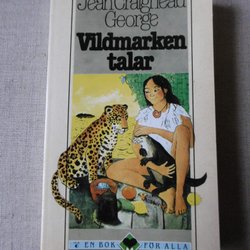 Jean Craighead
George
Vildmarken
talar
EN BOK FÖR ALLA